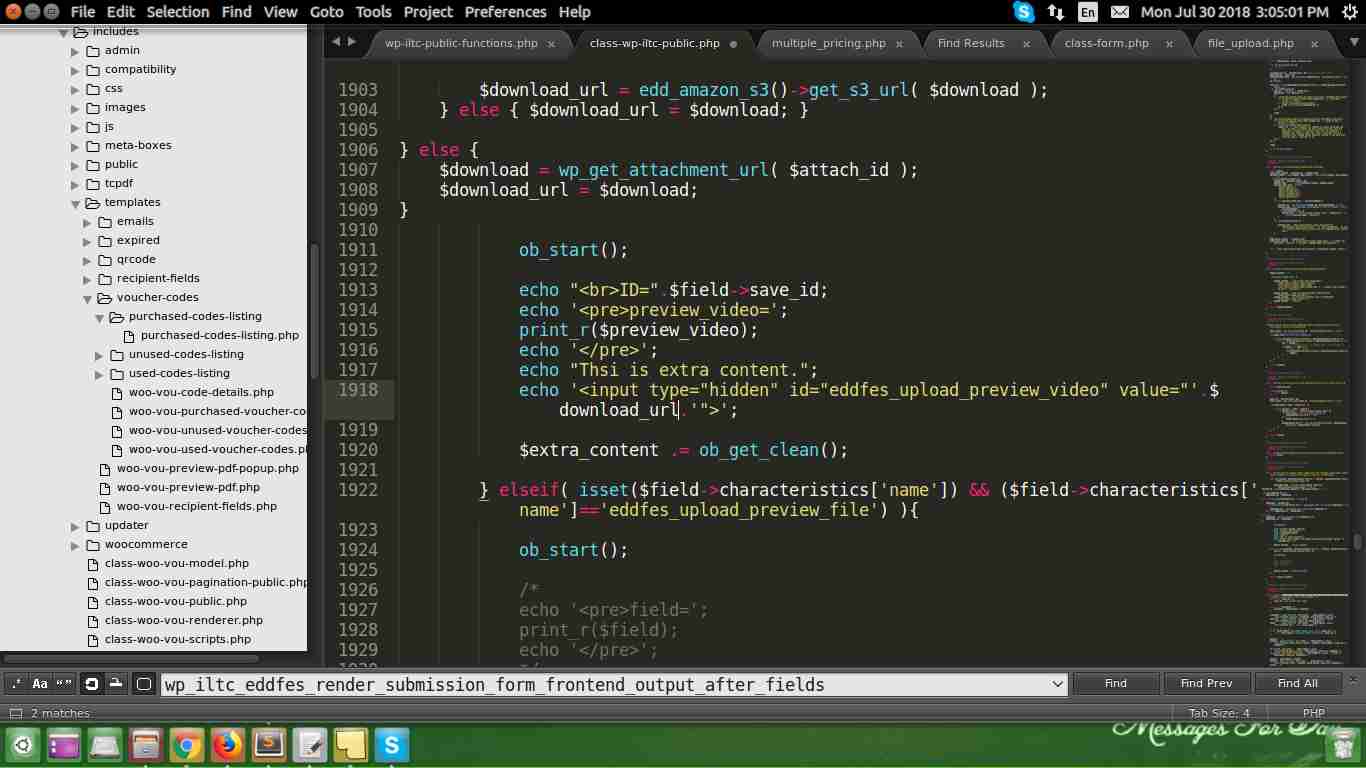 File Edit Selection Find View Goto Tools Project Preferences Help
En Mon Jul 30 2018 3:05:01 PM
includes
admin
compatibility
css
images
js
meta-boxes
public
tcpdf
templates
emails
expired
qrcode
recipient-fields
voucher-codes
purchased-codes-listing
purchased-codes-listing.php
unused-codes-listing
used-codes-listing
woo-vou-code-details.php
woo-vou-purchased-voucher-co
woo-vou-unused-voucher-codes
woo-vou-used-voucher-codes.p
woo-vou-preview-pdf-popup.php
woo-vou-preview-pdf.php
woo-vou-recipient-fields.php
updater
woocommerce
class-woo-vou-model.php
class-woo-vou-pagination-public.php
class-woo-vou-public.php
class-woo-vou-renderer.php
class-woo-vou-scripts.php
wp-iltc-public-functions.php × class-wp-iltc-public.php multiple_pricing.php × Find Results × class-form.php × file_upload.php ×
1903 $download_url = edd_amazon_s3()->get_s3_url( $download );
1904 } else { $download_url = $download; }
1905
1906 } else {
1907 $download = wp_get_attachment_url( $attach_id );
1908 $download_url = $download;
1909 }
1910
1911 ob_start();
1912
1913 echo "<br>ID=".$field->save_id;
1914 echo '<pre>preview_video=';
1915 print_r($preview_video);
1916 echo '</pre>';
1917 echo "Thsi is extra content.";
1918 echo '<input type="hidden" id="eddfes_upload_preview_video" value="'.$
download_url.'">';
1919
1920 $extra_content .= ob_get_clean();
1921
1922 } elseif( isset($field->characteristics['name']) && ($field->characteristics['
name']=='eddfes_upload_preview_file') ){
1923
1924 ob_start();
1925
1926 /*
1927 echo '<pre>field=';
1928 print_r($field);
1929 echo '</pre>';
.* Aa “” wp_iltc_eddfes_render_submission_form_frontend_output_after_fields Find Find Prev Find All ×
2 matches Tab Size: 4 PHP
Messages For Day